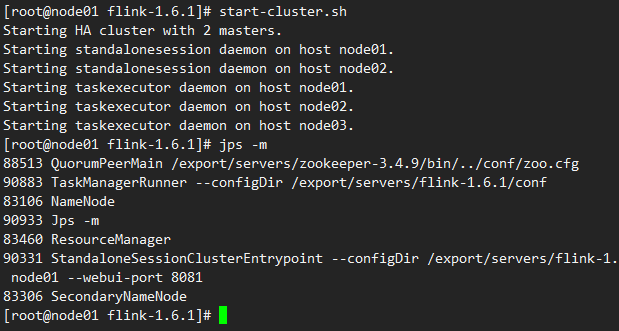 [root@node01 flink-1.6.1]# start-cluster.sh
Starting HA cluster with 2 masters.
Starting standalonesession daemon on host node01.
Starting standalonesession daemon on host node02.
Starting taskexecutor daemon on host node01.
Starting taskexecutor daemon on host node02.
Starting taskexecutor daemon on host node03.
[root@node01 flink-1.6.1]# jps -m
88513 QuorumPeerMain /export/servers/zookeeper-3.4.9/bin/../conf/zoo.cfg
90883 TaskManagerRunner --configDir /export/servers/flink-1.6.1/conf
83106 NameNode
90933 Jps -m
83460 ResourceManager
90331 StandaloneSessionClusterEntrypoint --configDir /export/servers/flink-1.
node01 --webui-port 8081
83306 SecondaryNameNode
[root@node01 flink-1.6.1]#